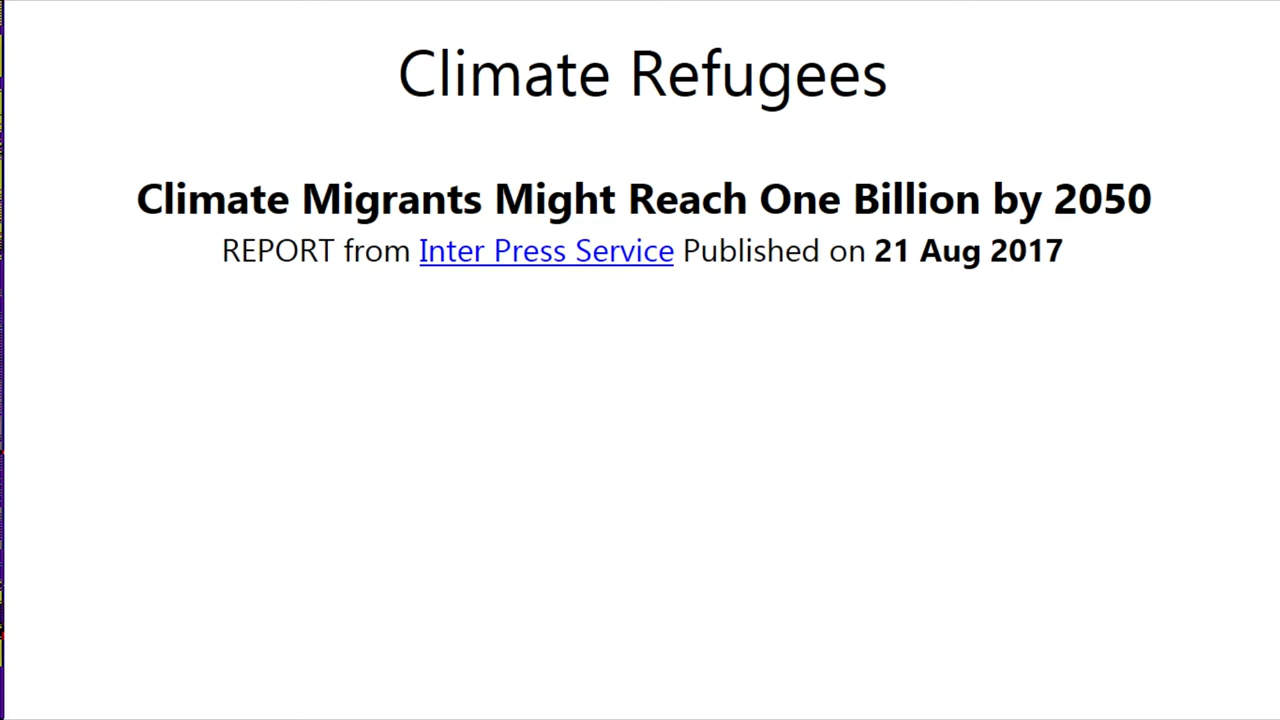 Climate Refugees
Climate Migrants Might Reach One Billion by 2050
REPORT from Inter Press Service Published on 21 Aug 2017